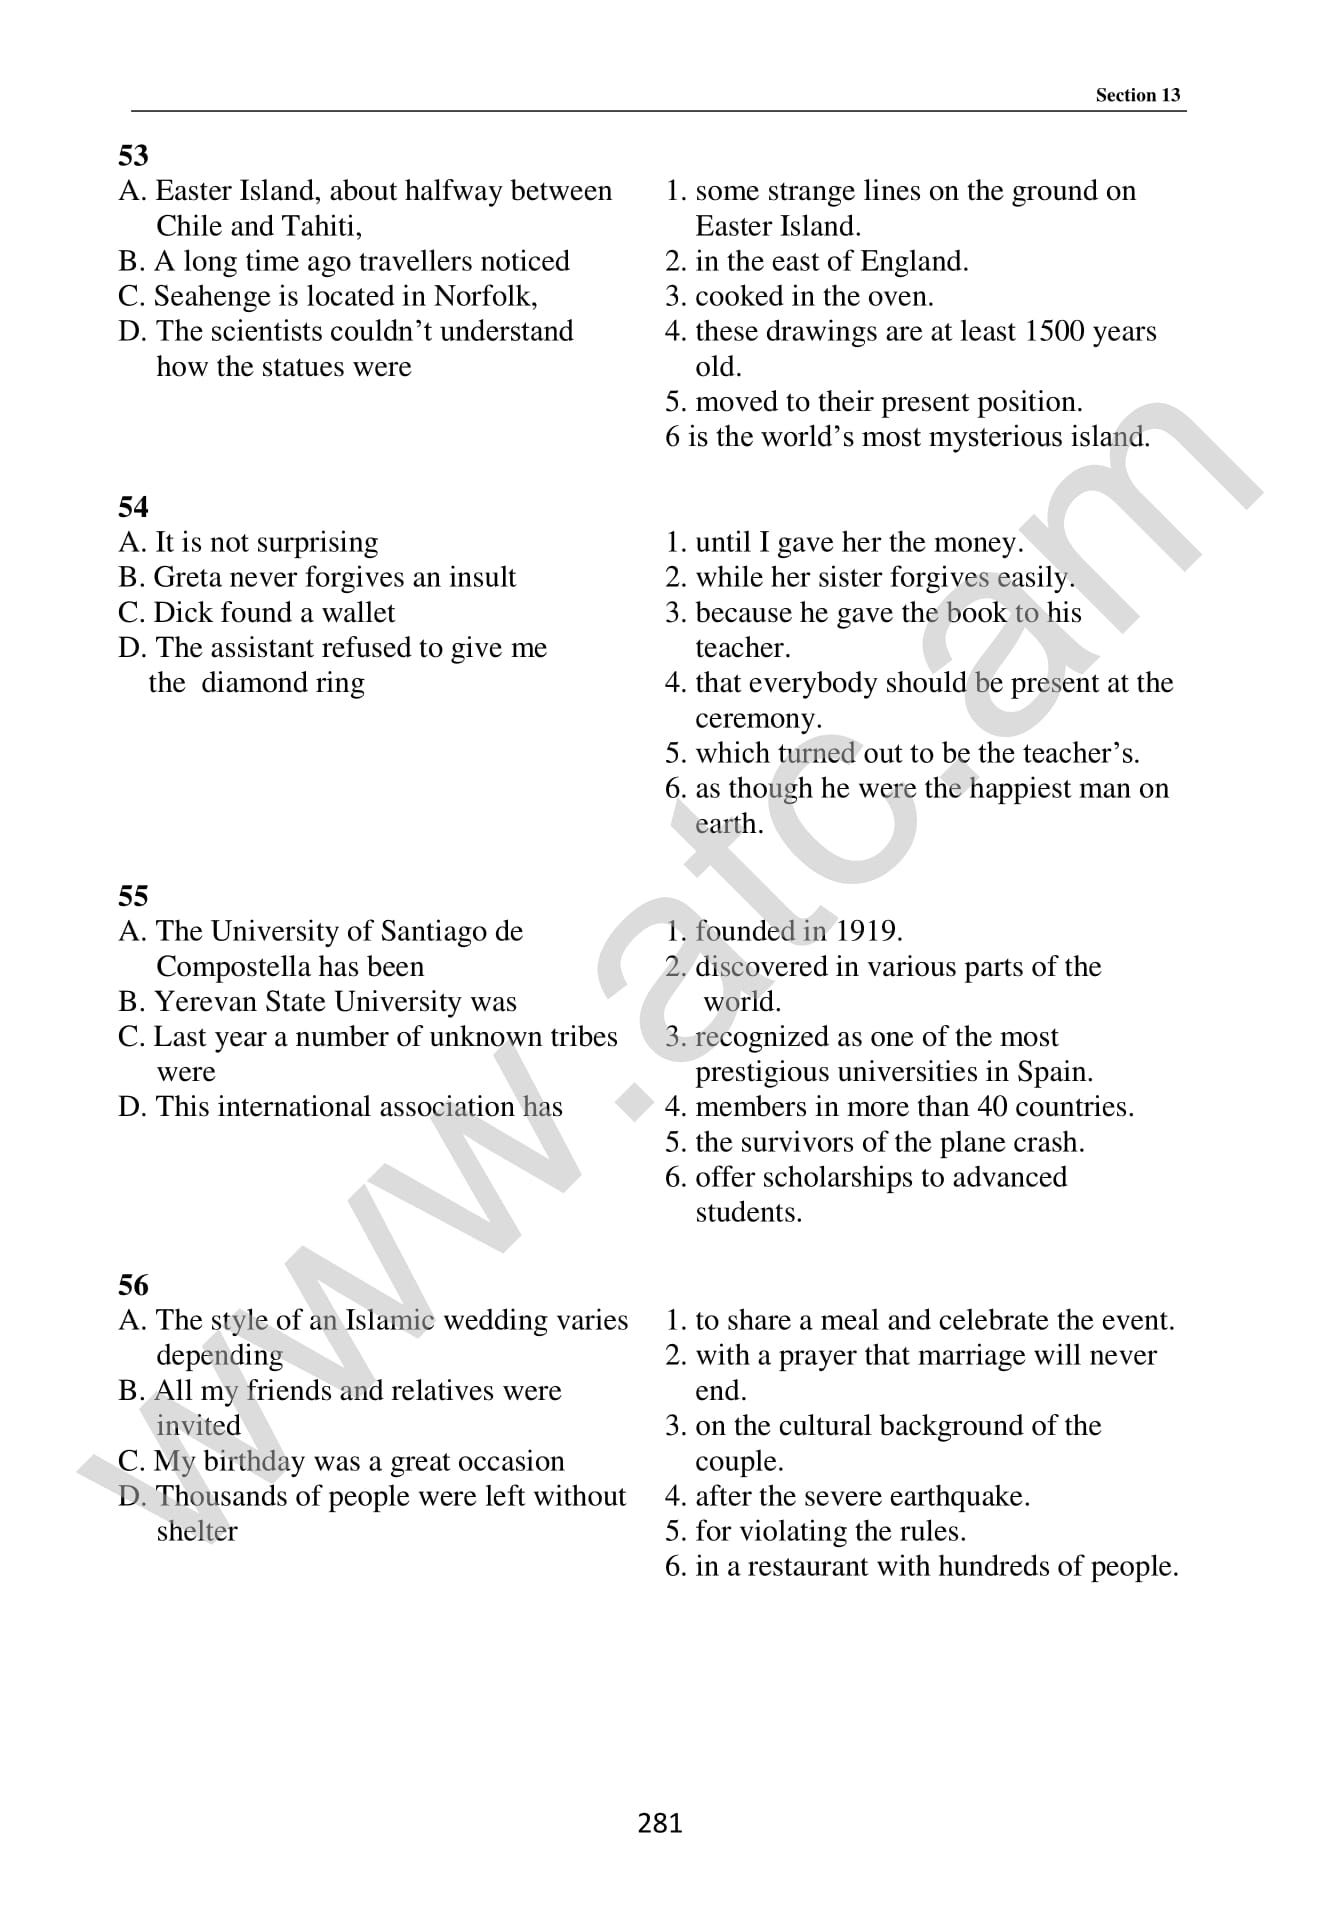 Section 13
53
A. Easter Island, about halfway between
Chile and Tahiti,
B. A long time ago travellers noticed
C. Seahenge is located in Norfolk,
D. The scientists couldn’t understand
how the statues were
1. some strange lines on the ground on
Easter Island.
2. in the east of England.
3. cooked in the oven.
4. these drawings are at least 1500 years
old.
5. moved to their present position.
6 is the world’s most mysterious island.
54
A. It is not surprising
B. Greta never forgives an insult
C. Dick found a wallet
D. The assistant refused to give me
the diamond ring
1. until I gave her the money.
2. while her sister forgives easily.
3. because he gave the book to his
teacher.
4. that everybody should be present at the
ceremony.
5. which turned out to be the teacher’s.
6. as though he were the happiest man on
earth.
55
A. The University of Santiago de
Compostella has been
B. Yerevan State University was
C. Last year a number of unknown tribes
were
D. This international association has
1. founded in 1919.
2. discovered in various parts of the
world.
3. recognized as one of the most
prestigious universities in Spain.
4. members in more than 40 countries.
5. the survivors of the plane crash.
6. offer scholarships to advanced
students.
56
A. The style of an Islamic wedding varies
depending
B. All my friends and relatives were
invited
C. My birthday was a great occasion
D. Thousands of people were left without
shelter
1. to share a meal and celebrate the event.
2. with a prayer that marriage will never
end.
3. on the cultural background of the
couple.
4. after the severe earthquake.
5. for violating the rules.
6. in a restaurant with hundreds of people.
www.atc.am
281